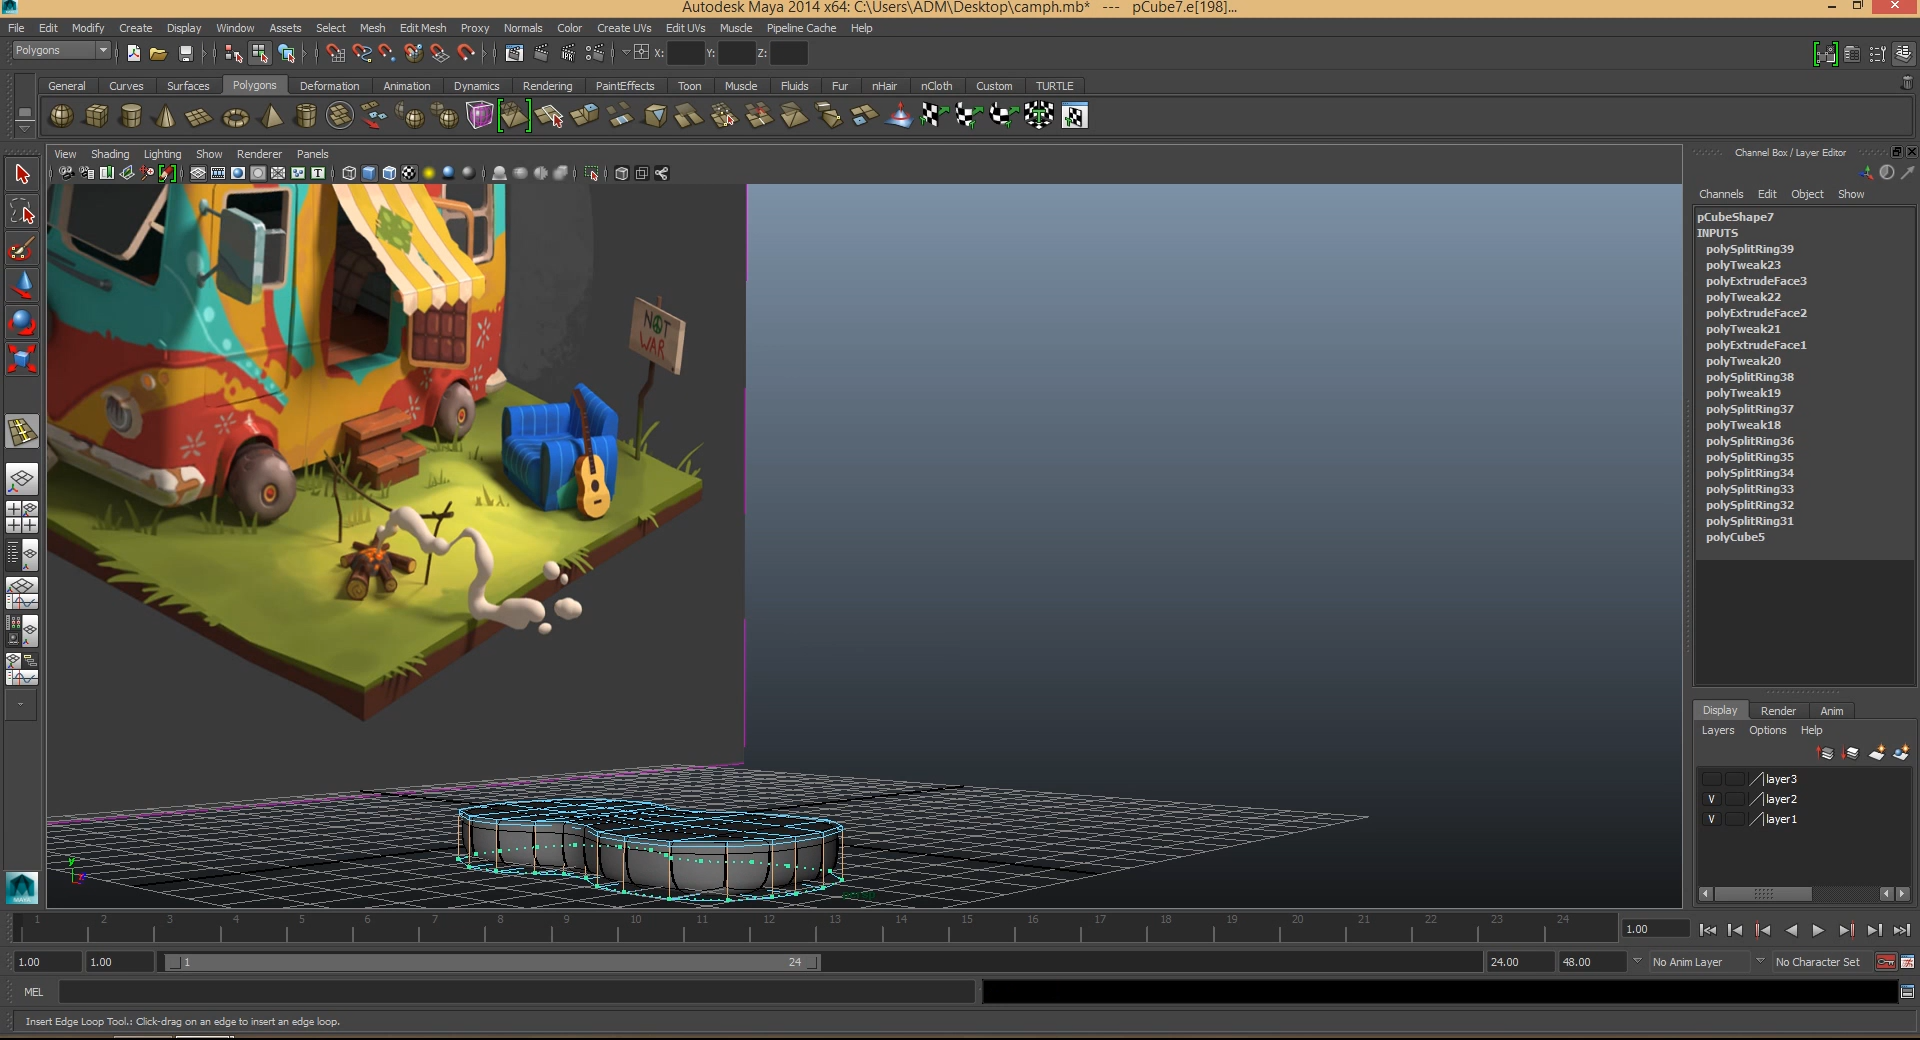 Autodesk Maya 2014 x64: C:\Users\ADM\Desktop\camph.mb*   ---   pCube7.e[198]...
File Edit Modify Create Display Window Assets Select Mesh Edit Mesh Proxy Normals Color Create UVs Edit UVs Muscle Pipeline Cache Help
Polygons X: Y: Z:
General Curves Surfaces Polygons Deformation Animation Dynamics Rendering PaintEffects Toon Muscle Fluids Fur nHair nCloth Custom TURTLE
View Shading Lighting Show Renderer Panels
Channel Box / Layer Editor
Channels Edit Object Show
pCubeShape7
INPUTS
polySplitRing39
polyTweak23
polyExtrudeFace3
polyTweak22
polyExtrudeFace2
polyTweak21
polyExtrudeFace1
polyTweak20
polySplitRing38
polyTweak19
polySplitRing37
polyTweak18
polySplitRing36
polySplitRing35
polySplitRing34
polySplitRing33
polySplitRing32
polySplitRing31
polyCube5
NOT
WAR
Display Render Anim
Layers Options Help
layer3
V layer2
V layer1
y
1 2 3 4 5 6 7 8 9 10 11 12 13 14 15 16 17 18 19 20 21 22 23 24 1.00
1.00 1.00 1 24 24.00 48.00 No Anim Layer No Character Set
MEL
Insert Edge Loop Tool.: Click-drag on an edge to insert an edge loop.